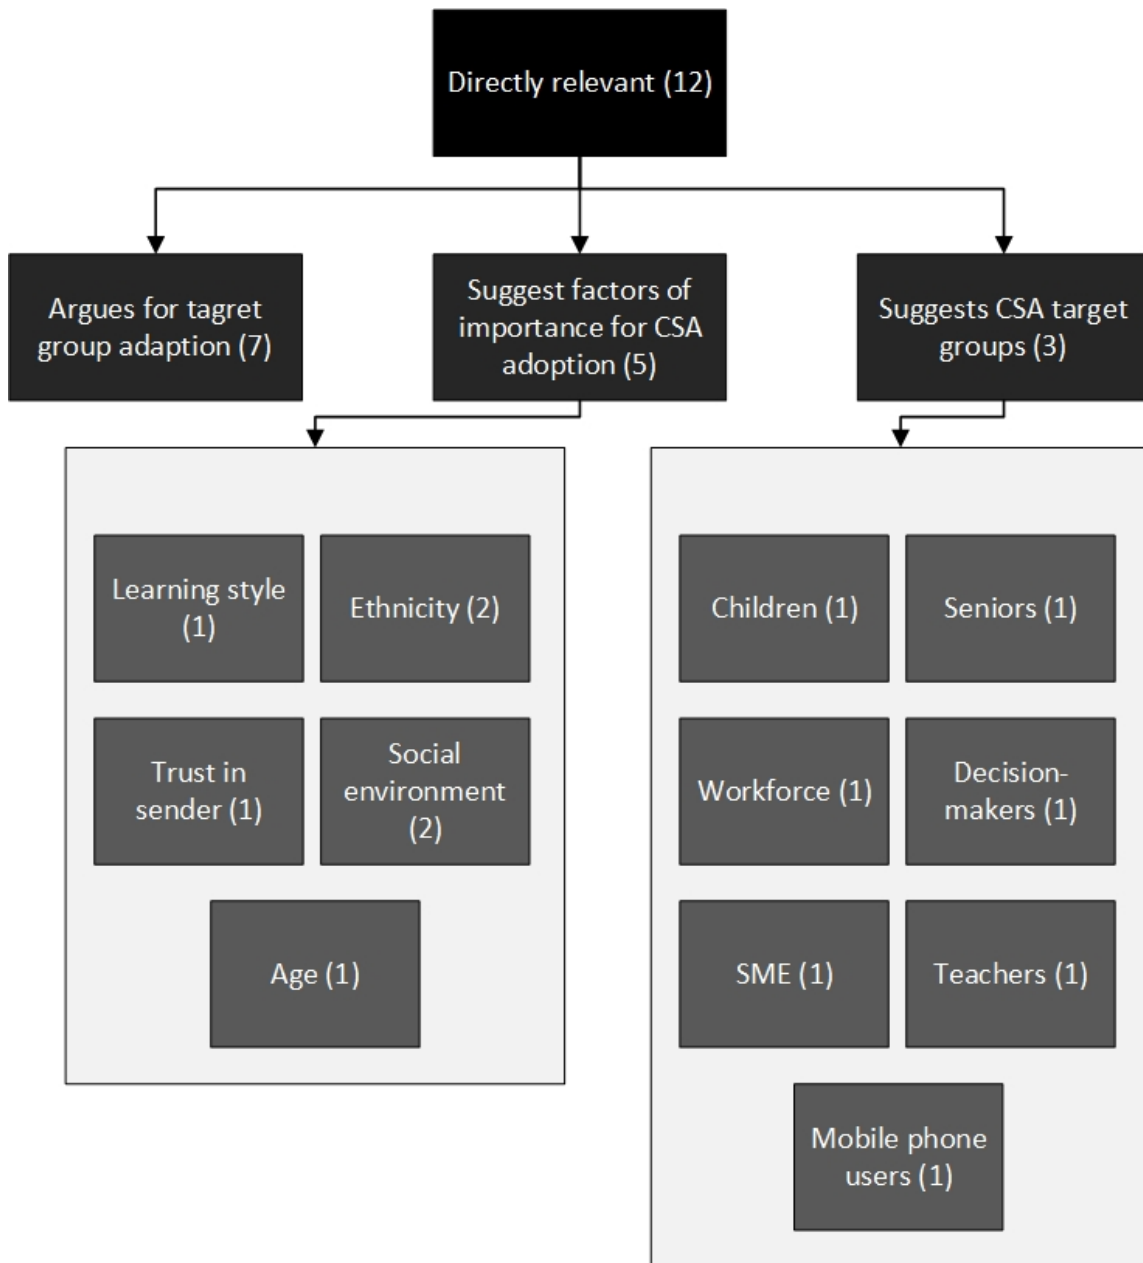 Directly relevant (12)
Argues for tagret
group adaption (7)
Suggest factors of
importance for CSA
adoption (5)
Suggests CSA target
groups (3)
Learning style
(1)
Ethnicity (2)
Trust in
sender (1)
Social
environment
(2)
Age (1)
Children (1)
Seniors (1)
Workforce (1)
Decision-
makers (1)
SME (1)
Teachers (1)
Mobile phone
users (1)